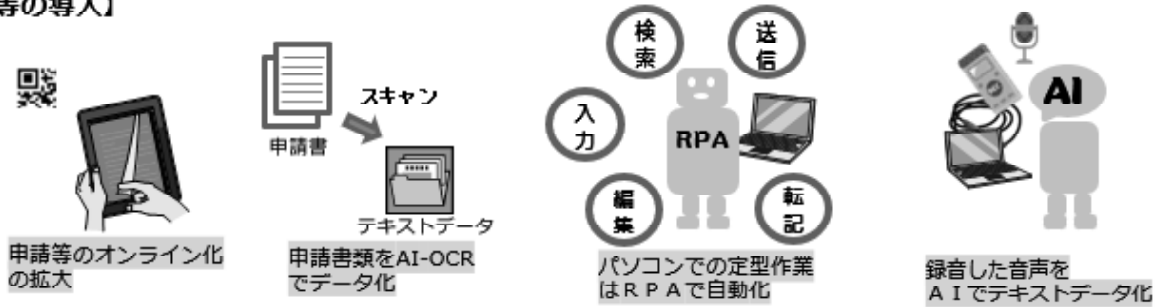 等の導入】
申請等のオンライン化
の拡大
スキャン
申請書
テキストデータ
申請書類をAI-OCR
でデータ化
検索
送信
入力
RPA
編集
転記
パソコンでの定型作業
はＲＰＡで自動化
AI
録音した音声を
ＡＩでテキストデータ化